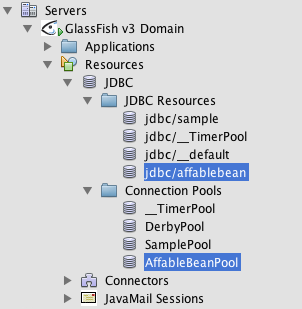 Servers
GlassFish v3 Domain
Applications
Resources
JDBC
JDBC Resources
jdbc/sample
jdbc/__TimerPool
jdbc/__default
jdbc/affablebean
Connection Pools
__TimerPool
DerbyPool
SamplePool
AffableBeanPool
Connectors
JavaMail Sessions